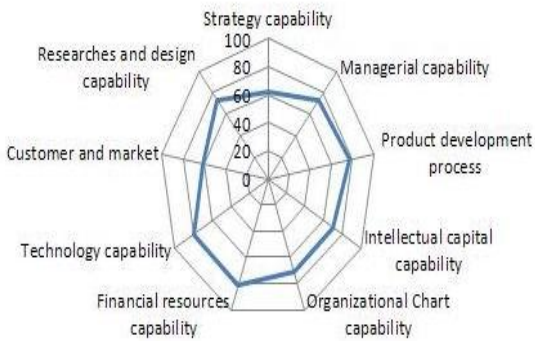 Strategy capability
100
80
60
40
20
0
Managerial capability
Product development
process
Intellectual capital
capability
Organizational Chart
capability
Financial resources
capability
Technology capability
Customer and market
Researches and design
capability